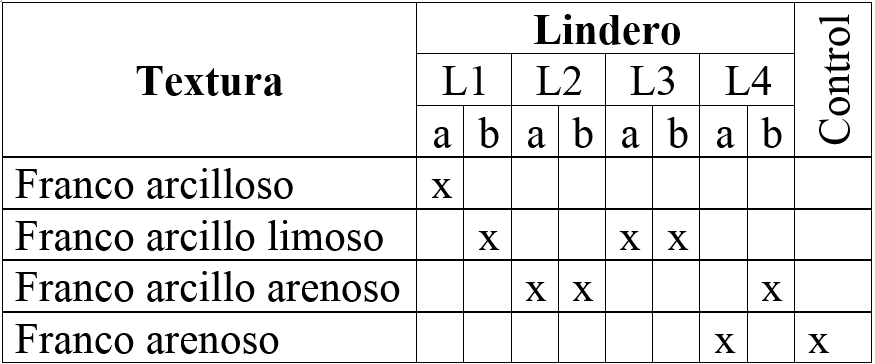 Textura Lindero Control
L1 L2 L3 L4
a b a b a b a b
Franco arcilloso x
Franco arcillo limoso x x x
Franco arcillo arenoso x x x
Franco arenoso x x